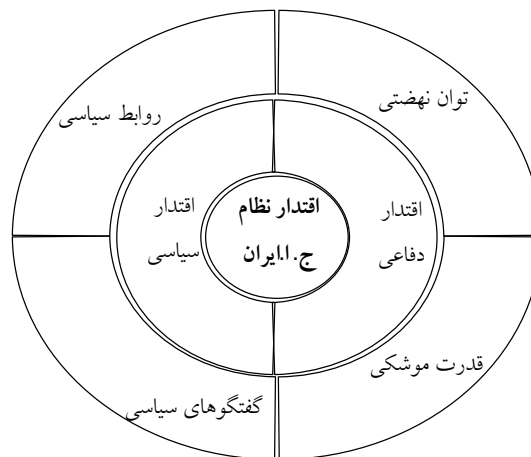 توان نهضتی
روابط سیاسی
اقتدار نظام
ج. ا.ایران
اقتدار
دفاعی
اقتدار
سیاسی
قدرت موشکی
گفتگوهای سیاسی